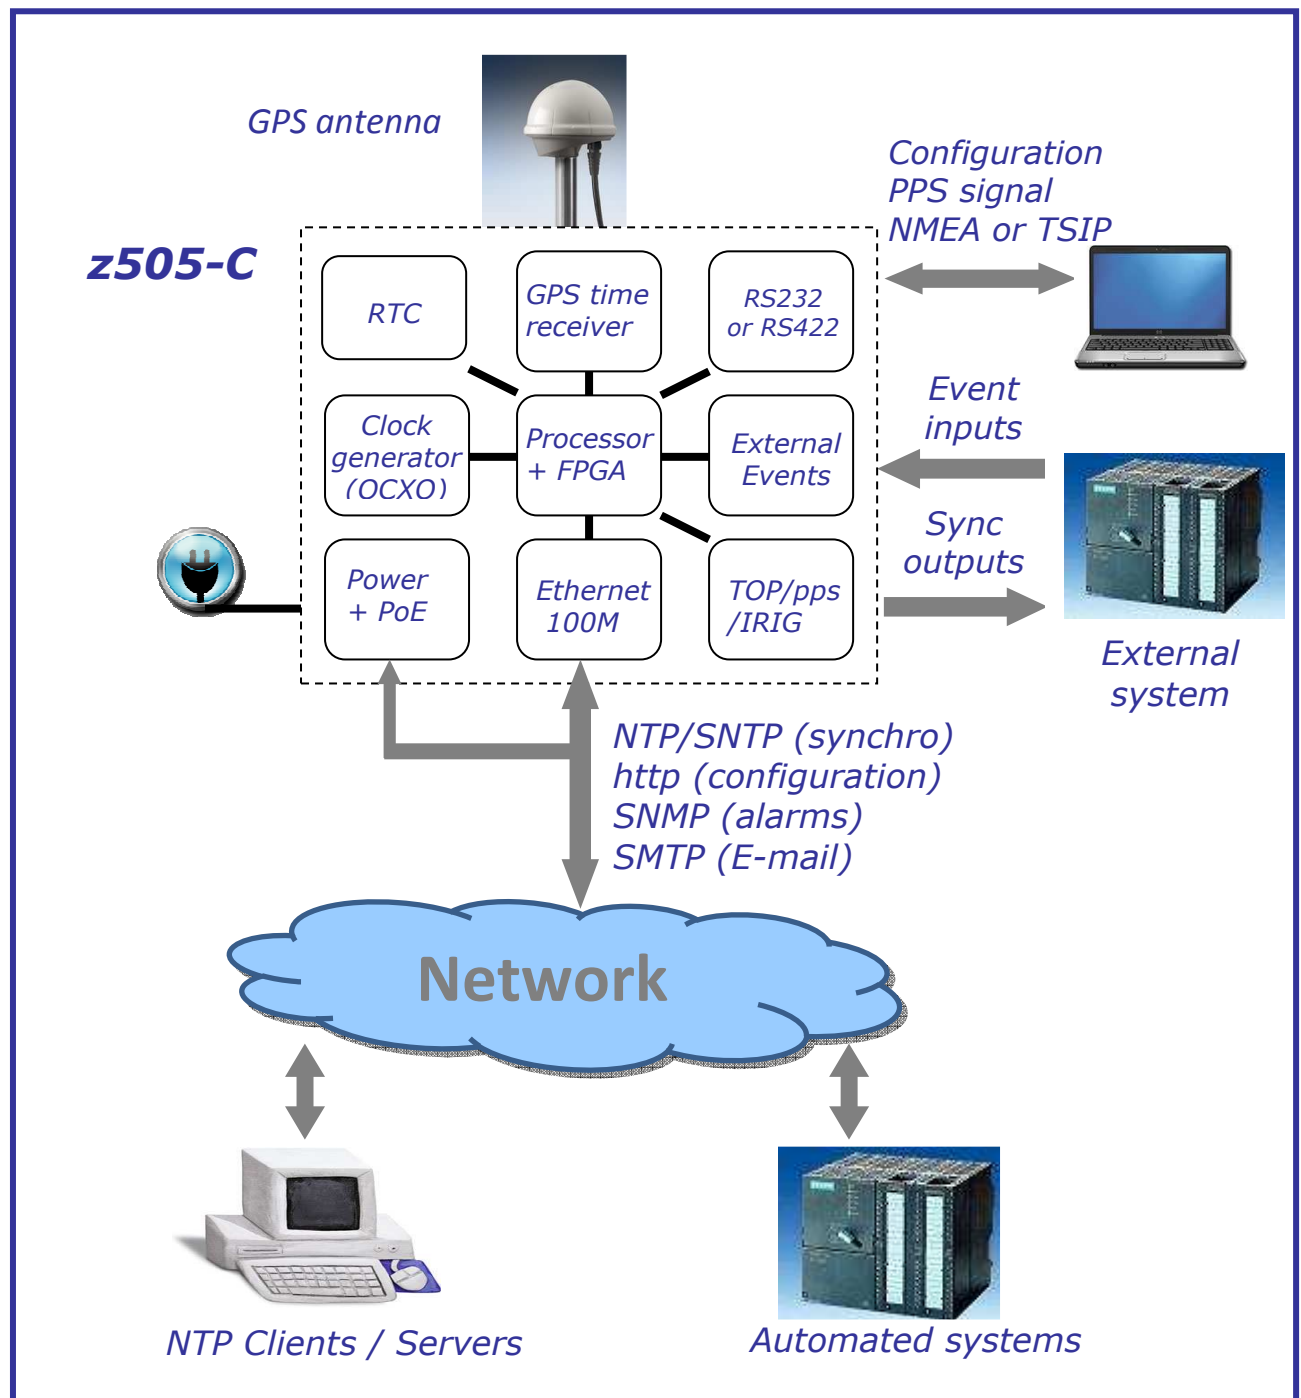 GPS antenna
Configuration
PPS signal
NMEA or TSIP
z505-C
RTC
GPS time
receiver
RS232
or RS422
Event
inputs
Clock
generator
(OCXO)
Processor
+ FPGA
External
Events
Sync
outputs
Power
+ PoE
Ethernet
100M
TOP/pps
/IRIG
External
system
NTP/SNTP (synchro)
http (configuration)
SNMP (alarms)
SMTP (E-mail)
Network
NTP Clients / Servers
Automated systems